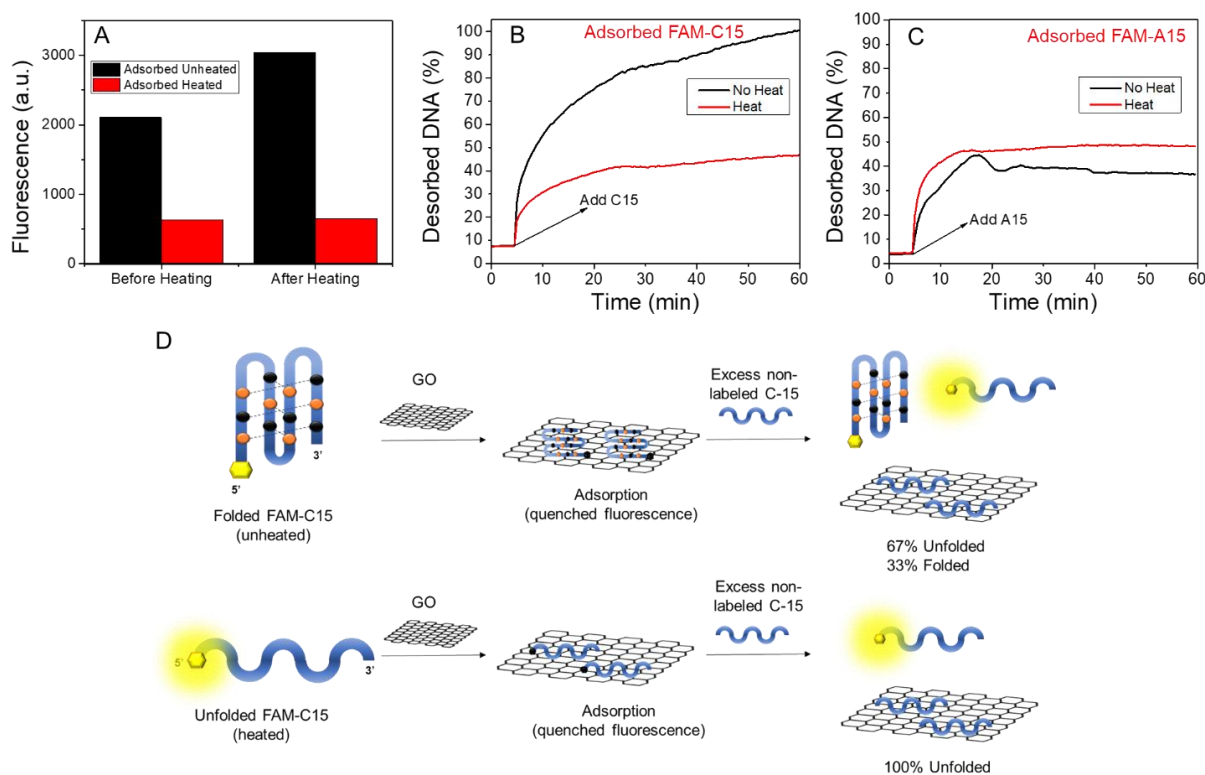 A
Fluorescence (a.u.)
3000
2000
1000
0
Adsorbed Unheated
Adsorbed Heated
Before Heating
After Heating
B
Adsorbed FAM-C15
Desorbed DNA (%)
100
90
80
70
60
50
40
30
20
10
0
No Heat
Heat
Add C15
0 10 20 30 40 50 60
Time (min)
C
Adsorbed FAM-A15
Desorbed DNA (%)
100
90
80
70
60
50
40
30
20
10
0
No Heat
Heat
Add A15
0 10 20 30 40 50 60
Time (min)
D
3'
5'
Folded FAM-C15
(unheated)
GO
Adsorption
(quenched fluorescence)
Excess non-
labeled C-15
67% Unfolded
33% Folded
5'
3'
Unfolded FAM-C15
(heated)
GO
Adsorption
(quenched fluorescence)
Excess non-
labeled C-15
100% Unfolded